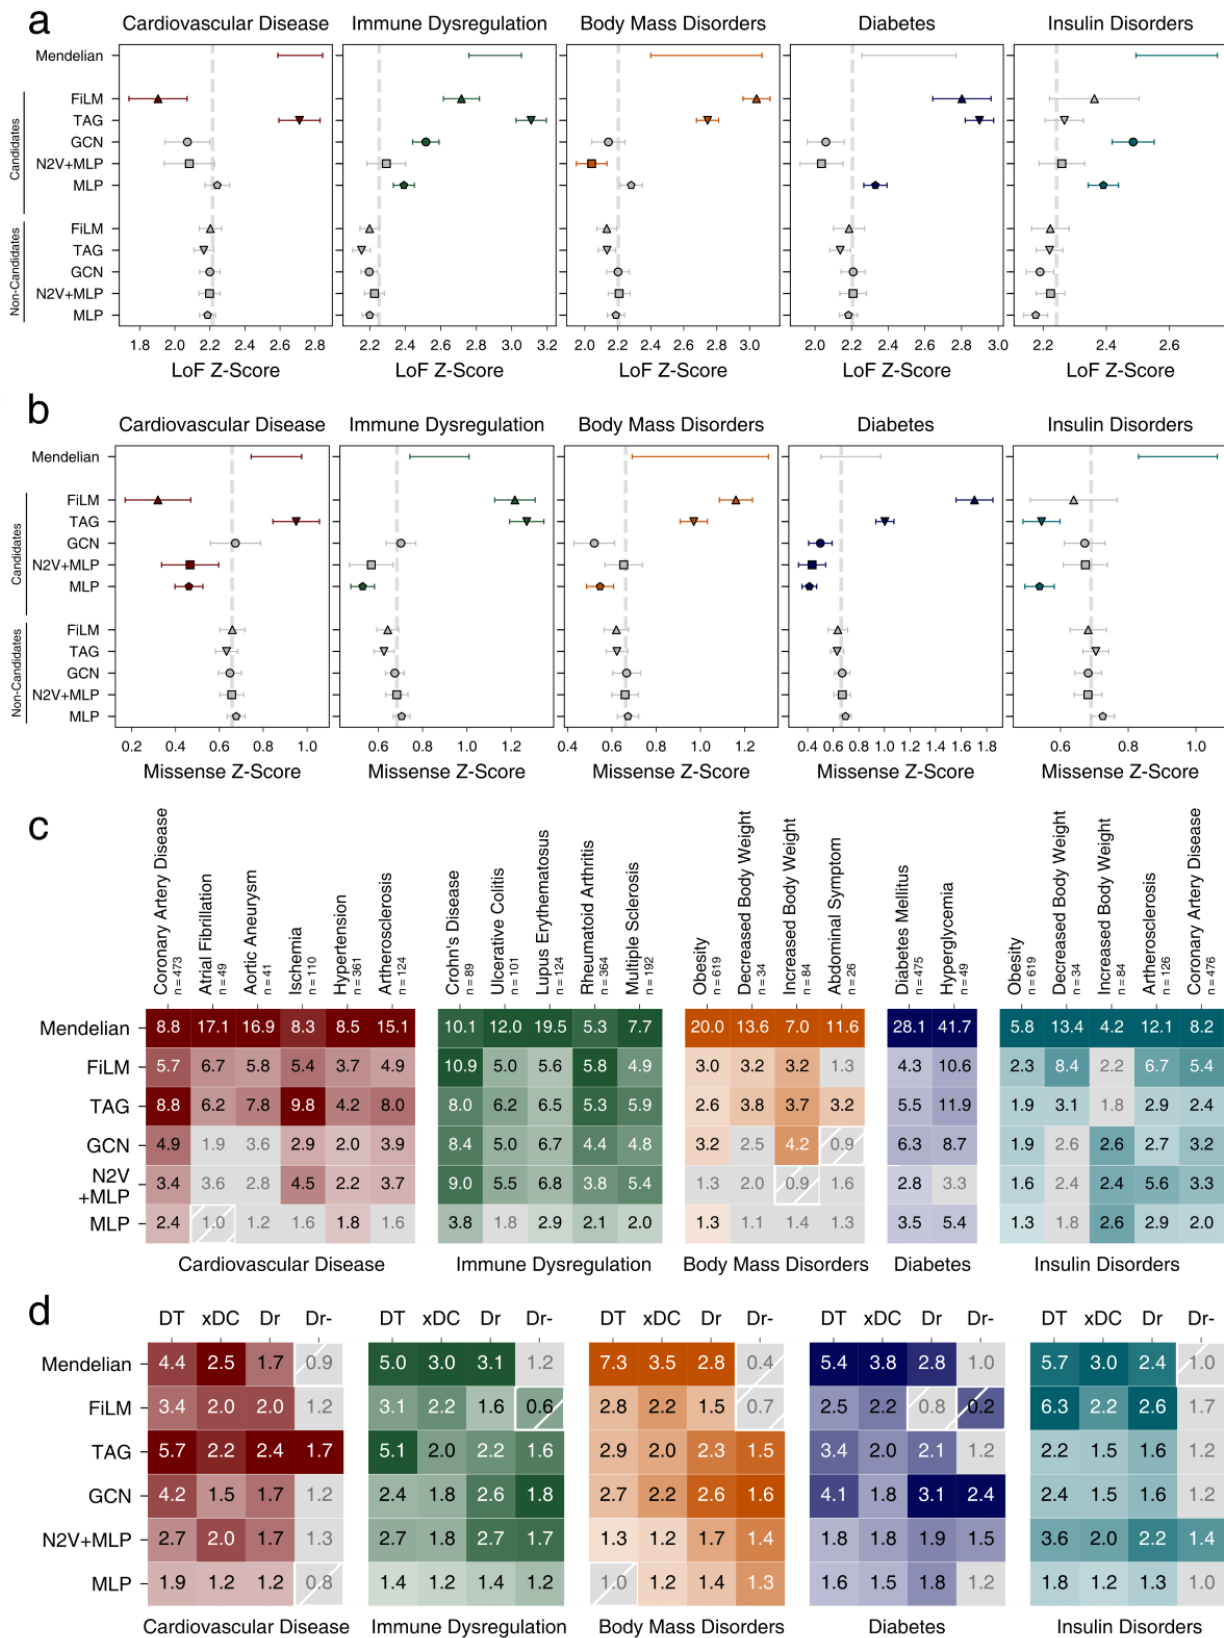 a
Cardiovascular Disease Immune Dysregulation Body Mass Disorders Diabetes Insulin Disorders
Mendelian
Candidates
FiLM
TAG
GCN
N2V+MLP
MLP
Non-Candidates
FiLM
TAG
GCN
N2V+MLP
MLP
1.8 2.0 2.2 2.4 2.6 2.8 2.2 2.4 2.6 2.8 3.0 3.2 2.0 2.2 2.4 2.6 2.8 3.0 2.0 2.2 2.4 2.6 2.8 3.0 2.2 2.4 2.6
LoF Z-Score LoF Z-Score LoF Z-Score LoF Z-Score LoF Z-Score
b
Cardiovascular Disease Immune Dysregulation Body Mass Disorders Diabetes Insulin Disorders
Mendelian
Candidates
FiLM
TAG
GCN
N2V+MLP
MLP
Non-Candidates
FiLM
TAG
GCN
N2V+MLP
MLP
0.2 0.4 0.6 0.8 1.0 0.6 0.8 1.0 1.2 0.4 0.6 0.8 1.0 1.2 0.4 0.6 0.8 1.0 1.2 1.4 1.6 1.8 0.6 0.8 1.0
Missense Z-Score Missense Z-Score Missense Z-Score Missense Z-Score Missense Z-Score
c
Coronary Artery Disease n=473
Atrial Fibrillation n=49
Aortic Aneurysm n=41
Ischemia n=110
Hypertension n=361
Artherosclerosis n=124
Crohn's Disease n=89
Ulcerative Colitis n=101
Lupus Erythematosus n=124
Rheumatoid Arthritis n=364
Multiple Sclerosis n=192
Obesity n=619
Decreased Body Weight n=34
Increased Body Weight n=84
Abdominal Symptom n=26
Diabetes Mellitus n=475
Hyperglycemia n=49
Obesity n=619
Decreased Body Weight n=34
Increased Body Weight n=84
Artherosclerosis n=126
Coronary Artery Disease n=476
Mendelian 8.8 17.1 16.9 8.3 8.5 15.1 10.1 12.0 19.5 5.3 7.7 20.0 13.6 7.0 11.6 28.1 41.7 5.8 13.4 4.2 12.1 8.2
FiLM 5.7 6.7 5.8 5.4 3.7 4.9 10.9 5.0 5.6 5.8 4.9 3.0 3.2 3.2 1.3 4.3 10.6 2.3 8.4 2.2 6.7 5.4
TAG 8.8 6.2 7.8 9.8 4.2 8.0 8.0 6.2 6.5 5.3 5.9 2.6 3.8 3.7 3.2 5.5 11.9 1.9 3.1 1.8 2.9 2.4
GCN 4.9 1.9 3.6 2.9 2.0 3.9 8.4 5.0 6.7 4.4 4.8 3.2 2.5 4.2 0.9 6.3 8.7 1.9 2.6 2.6 2.7 3.2
N2V +MLP 3.4 3.6 2.8 4.5 2.2 3.7 9.0 5.5 6.8 3.8 5.4 1.3 2.0 0.9 1.6 2.8 3.3 1.6 2.4 2.4 5.6 3.3
MLP 2.4 1.0 1.2 1.6 1.8 1.6 3.8 1.8 2.9 2.1 2.0 1.3 1.1 1.4 1.3 3.5 5.4 1.3 1.8 2.6 2.9 2.0
Cardiovascular Disease Immune Dysregulation Body Mass Disorders Diabetes Insulin Disorders
d
DT xDC Dr Dr- DT xDC Dr Dr- DT xDC Dr Dr- DT xDC Dr Dr- DT xDC Dr Dr-
Mendelian 4.4 2.5 1.7 0.9 5.0 3.0 3.1 1.2 7.3 3.5 2.8 0.4 5.4 3.8 2.8 1.0 5.7 3.0 2.4 1.0
FiLM 3.4 2.0 2.0 1.2 3.1 2.2 1.6 0.6 2.8 2.2 1.5 0.7 2.5 2.2 0.8 0.2 6.3 2.2 2.6 1.7
TAG 5.7 2.2 2.4 1.7 5.1 2.0 2.2 1.6 2.9 2.0 2.3 1.5 3.4 2.0 2.1 1.2 2.2 1.5 1.6 1.2
GCN 4.2 1.5 1.7 1.2 2.4 1.8 2.6 1.8 2.7 2.2 2.6 1.6 4.1 1.8 3.1 2.4 2.4 1.5 1.6 1.2
N2V+MLP 2.7 2.0 1.7 1.3 2.7 1.8 2.7 1.7 1.3 1.2 1.7 1.4 1.8 1.8 1.9 1.5 3.6 2.0 2.2 1.4
MLP 1.9 1.2 1.2 0.8 1.4 1.2 1.4 1.2 1.0 1.2 1.4 1.3 1.6 1.5 1.8 1.2 1.8 1.2 1.3 1.0
Cardiovascular Disease Immune Dysregulation Body Mass Disorders Diabetes Insulin Disorders